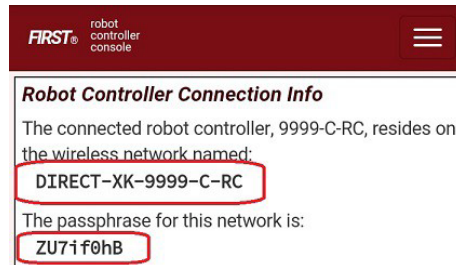 FIRST® robot
controller
console
Robot Controller Connection Info
The connected robot controller, 9999-C-RC, resides on
the wireless network named:
DIRECT-XK-9999-C-RC
The passphrase for this network is:
ZU7if0hB